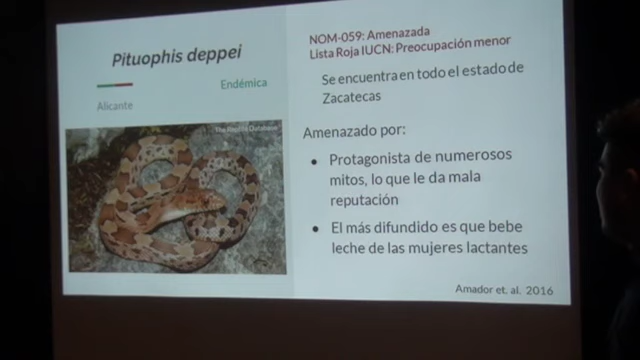 Pituophis deppei
Endémica
Alicante
The Reptile Database
NOM-059: Amenazada
Lista Roja IUCN: Preocupación menor
Se encuentra en todo el estado de
Zacatecas
Amenazado por:
• Protagonista de numerosos
mitos, lo que le da mala
reputación
• El más difundido es que bebe
leche de las mujeres lactantes
Amador et. al. 2016